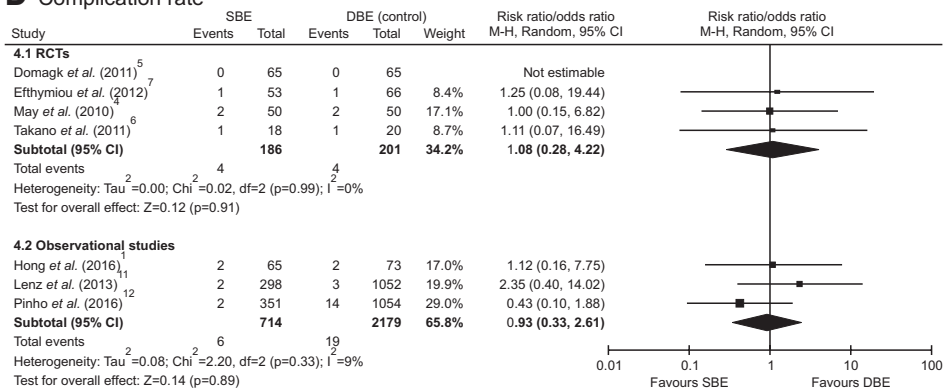 D Complication rate
SBE DBE (control) Risk ratio/odds ratio Risk ratio/odds ratio
Study Events Total Events Total Weight M-H, Random, 95% CI M-H, Random, 95% CI
4.1 RCTs
Domagk et al. (2011)5 0 65 0 65 Not estimable
Efthymiou et al. (2012)7 1 53 1 66 8.4% 1.25 (0.08, 19.44)
May et al. (2010)4 2 50 2 50 17.1% 1.00 (0.15, 6.82)
Takano et al. (2011)6 1 18 1 20 8.7% 1.11 (0.07, 16.49)
Subtotal (95% CI) 186 201 34.2% 1.08 (0.28, 4.22)
Total events 4 4
Heterogeneity: Tau2=0.00; Chi2=0.02, df=2 (p=0.99); I2=0%
Test for overall effect: Z=0.12 (p=0.91)
4.2 Observational studies
Hong et al. (2016)1 2 65 2 73 17.0% 1.12 (0.16, 7.75)
Lenz et al. (2013)11 2 298 3 1052 19.9% 2.35 (0.40, 14.02)
Pinho et al. (2016)12 2 351 14 1054 29.0% 0.43 (0.10, 1.88)
Subtotal (95% CI) 714 2179 65.8% 0.93 (0.33, 2.61)
Total events 6 19
Heterogeneity: Tau2=0.08; Chi2=2.20, df=2 (p=0.33); I2=9%
Test for overall effect: Z=0.14 (p=0.89)
0.01 0.1 1 10 100
Favours SBE Favours DBE